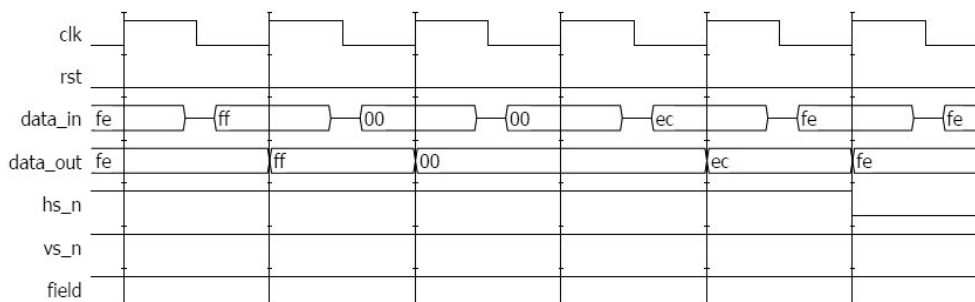 clk
rst
data_in fe ff 00 00 ec fe fe
data_out fe ff 00 ec fe
hs_n
vs_n
field